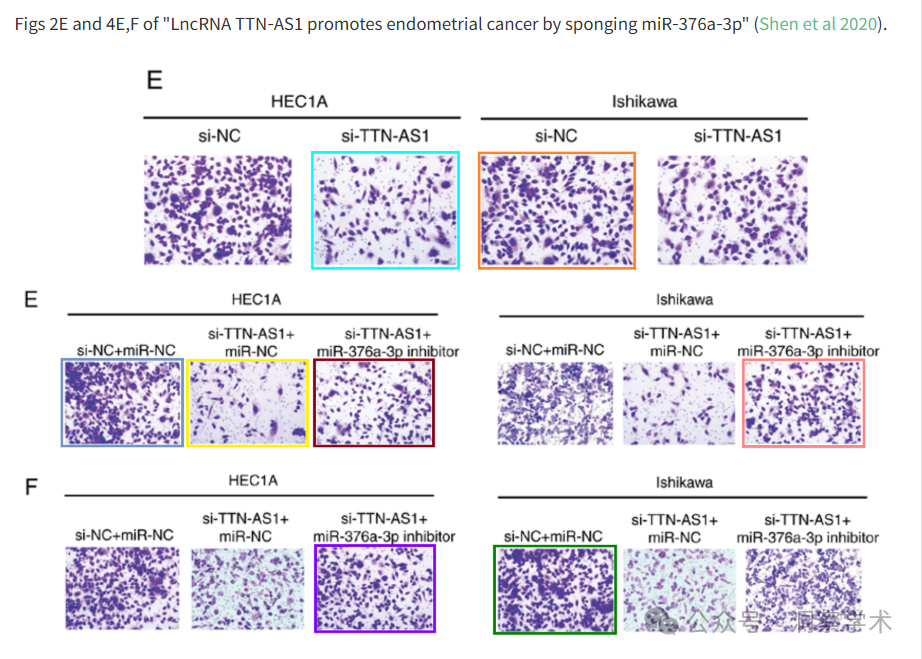 Figs 2E and 4E,F of "LncRNA TTN-AS1 promotes endometrial cancer by sponging miR-376a-3p" (Shen et al 2020).
E
HEC1A Ishikawa
si-NC si-TTN-AS1 si-NC si-TTN-AS1
E HEC1A Ishikawa
si-TTN-AS1+ si-TTN-AS1+ si-TTN-AS1+ si-TTN-AS1+
si-NC+miR-NC miR-NC miR-376a-3p inhibitor si-NC+miR-NC miR-NC miR-376a-3p inhibitor
F HEC1A Ishikawa
si-TTN-AS1+ si-TTN-AS1+ si-TTN-AS1+ si-TTN-AS1+
si-NC+miR-NC miR-NC miR-376a-3p inhibitor si-NC+miR-NC miR-NC miR-376a-3p inhibitor
公众号 · 洞察学术